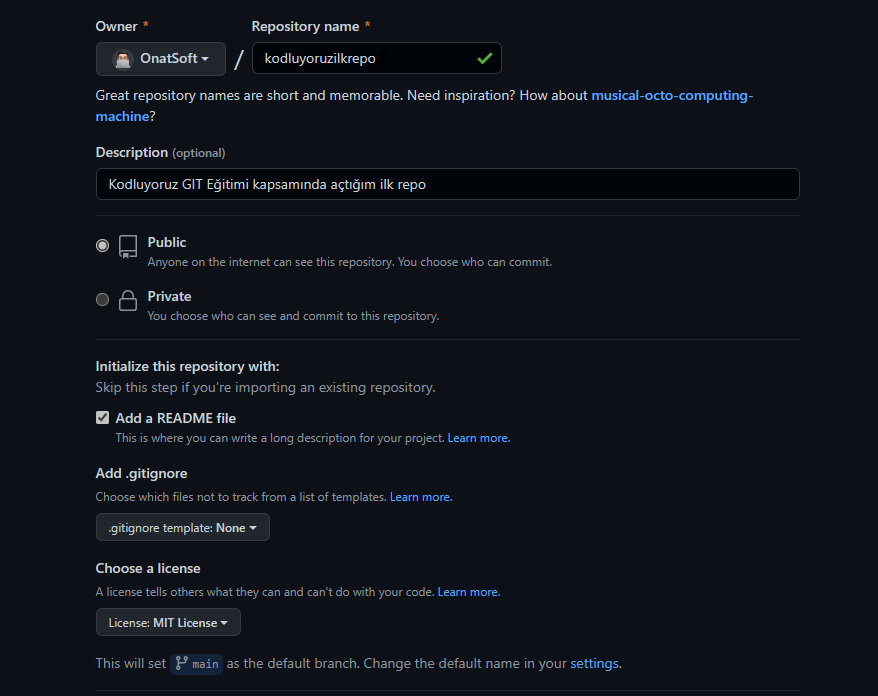 Owner * Repository name *
OnatSoft / kodluyoruzilkrepo
Great repository names are short and memorable. Need inspiration? How about musical-octo-computing-
machine?
Description (optional)
Kodluyoruz GIT Eğitimi kapsamında açtığım ilk repo
Public
Anyone on the internet can see this repository. You choose who can commit.
Private
You choose who can see and commit to this repository.
Initialize this repository with:
Skip this step if you're importing an existing repository.
Add a README file
This is where you can write a long description for your project. Learn more.
Add .gitignore
Choose which files not to track from a list of templates. Learn more.
.gitignore template: None
Choose a license
A license tells others what they can and can't do with your code. Learn more.
License: MIT License
This will set main as the default branch. Change the default name in your settings.